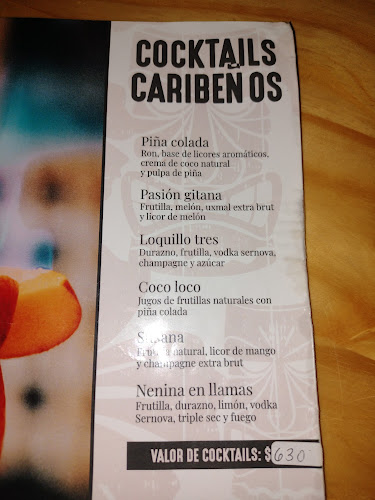 COCKTAILS
CARIBEÑOS
Piña colada
Ron, base de licores aromáticos,
crema de coco natural
y pulpa de piña
Pasión gitana
Frutilla, melón, uxmal extra brut
y licor de melón
Loquillo tres
Durazno, frutilla, vodka sernova,
champagne y azúcar
Coco loco
Jugos de frutillas naturales con
piña colada
natural, licor de mango
y champagne extra brut
Nenina en llamas
Frutilla, durazno, limón, vodka
Sernova, triple sec y fuego
VALOR DE COCKTAILS: $630